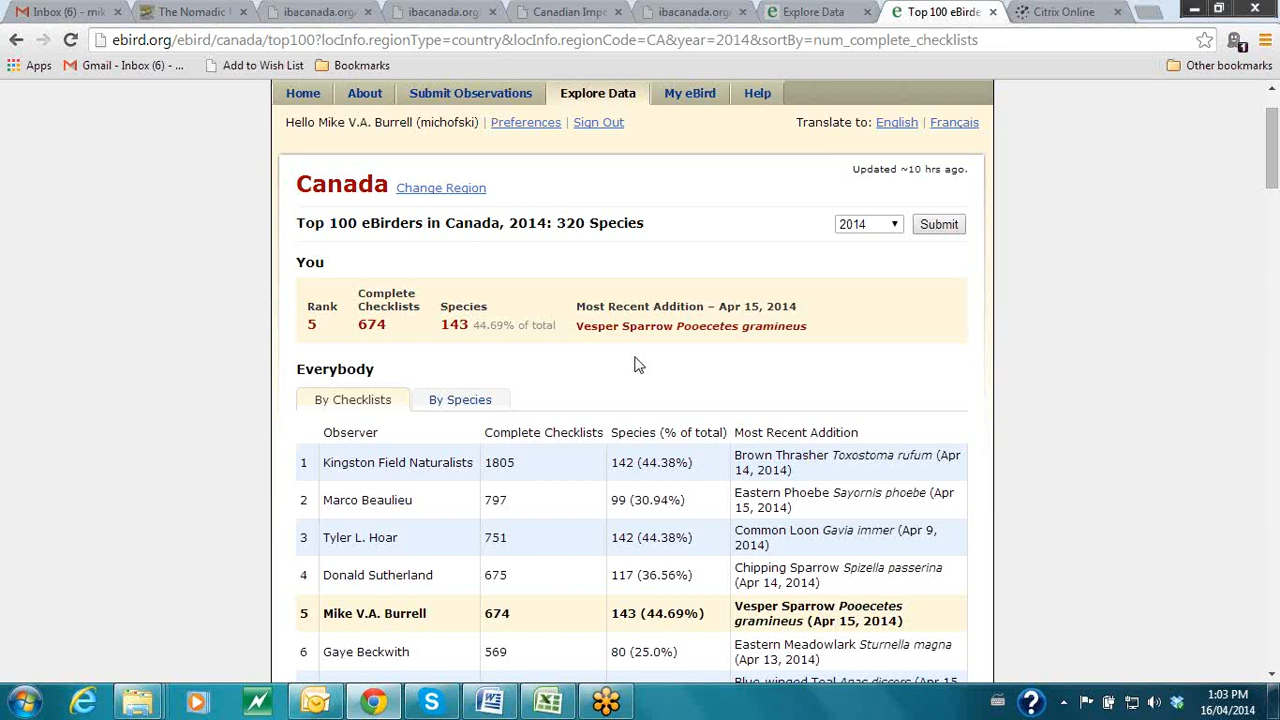 Inbox (6) - mik
The Nomadic
ibacanada.org
ibacanada.org
Canadian Impe
ibacanada.org
Explore Data
Top 100 eBirde
Citrix Online
ebird.org/ebird/canada/top100?locInfo.regionType=country&locInfo.regionCode=CA&year=2014&sortBy=num_complete_checklists
Apps
Gmail - Inbox (6) - ...
Add to Wish List
Bookmarks
Other bookmarks
Home
About
Submit Observations
Explore Data
My eBird
Help
Hello Mike V.A. Burrell (michofski) | Preferences | Sign Out
Translate to: English | Français
Updated ~10 hrs ago.
Canada Change Region
Top 100 eBirders in Canada, 2014: 320 Species
2014
Submit
You
Rank
Complete Checklists
Species
Most Recent Addition – Apr 15, 2014
5
674
143 44.69% of total
Vesper Sparrow Pooecetes gramineus
Everybody
By Checklists
By Species
Observer Complete Checklists Species (% of total) Most Recent Addition
1 Kingston Field Naturalists 1805 142 (44.38%) Brown Thrasher Toxostoma rufum (Apr
14, 2014)
2 Marco Beaulieu 797 99 (30.94%) Eastern Phoebe Sayornis phoebe (Apr
15, 2014)
3 Tyler L. Hoar 751 142 (44.38%) Common Loon Gavia immer (Apr 9,
2014)
4 Donald Sutherland 675 117 (36.56%) Chipping Sparrow Spizella passerina
(Apr 14, 2014)
5 Mike V.A. Burrell 674 143 (44.69%) Vesper Sparrow Pooecetes
gramineus (Apr 15, 2014)
6 Gaye Beckwith 569 80 (25.0%) Eastern Meadowlark Sturnella magna
(Apr 13, 2014)
Blue-winged Teal Anas discors (Apr 15
1:03 PM
16/04/2014